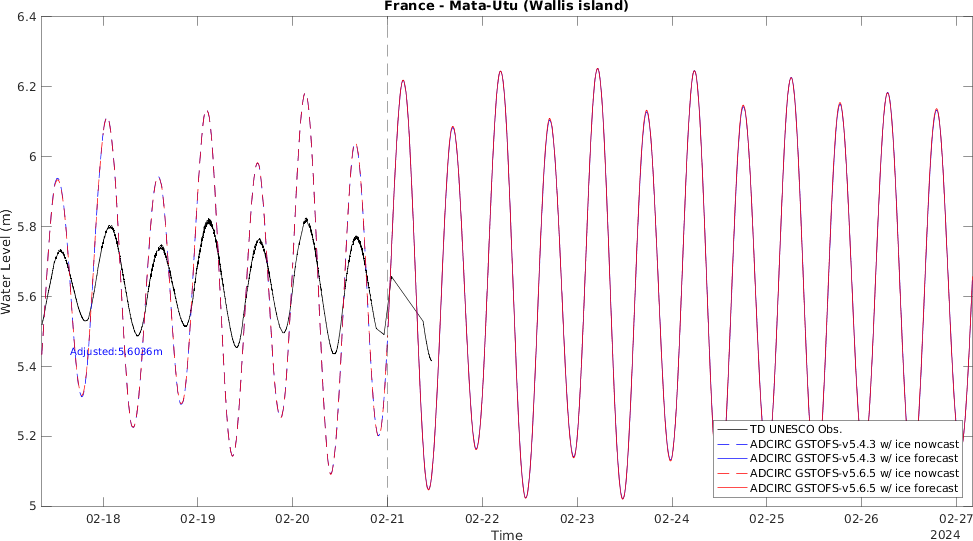 France - Mata-Utu (Wallis island)
6.4
6.2
6
5.8
5.6
5.4
5.2
5
Water Level (m)
Adjusted:5.6036m
TD UNESCO Obs.
ADCIRC GSTOFS-v5.4.3 w/ ice nowcast
ADCIRC GSTOFS-v5.4.3 w/ ice forecast
ADCIRC GSTOFS-v5.6.5 w/ ice nowcast
ADCIRC GSTOFS-v5.6.5 w/ ice forecast
02-18 02-19 02-20 02-21 02-22 02-23 02-24 02-25 02-26 02-27
Time
2024